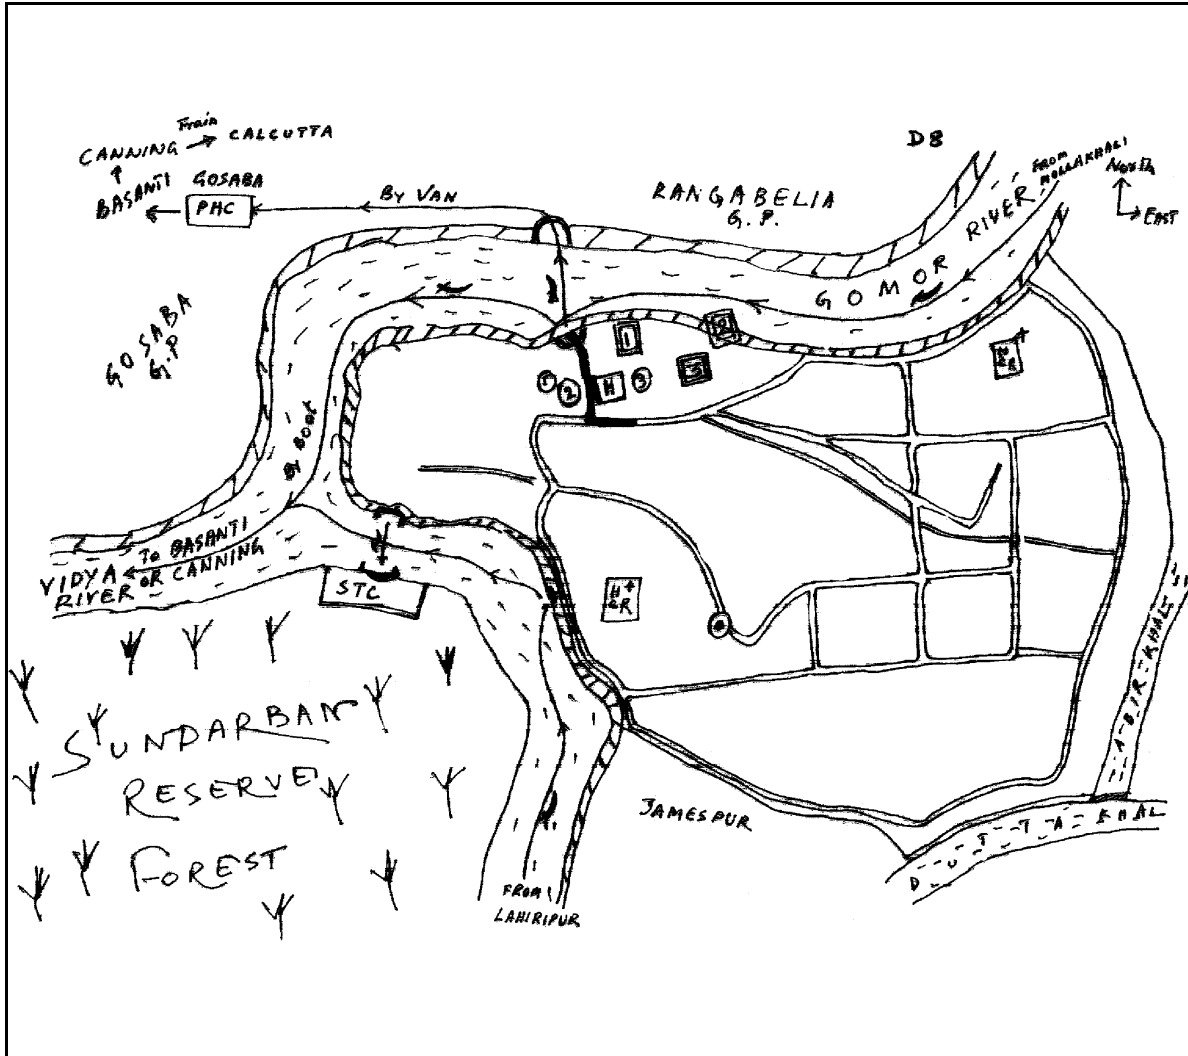 Train
CANNING → CALCUTTA
BASANTI
GOSABA
PHC
BY VAN
RANGABELIA
G. P.
D8
FROM
MOLLAKHALI
NORTH
EAST
GOMOR RIVER
GOSABA
G. P
BY BOAT
1
2
H
3
TO BASANTI
OR CANNING
VIDYA
RIVER
STC
SUNDARBAN
RESERVE
FOREST
FROM
LAHIRIPUR
JAMESPUR
DUTTA KHAL